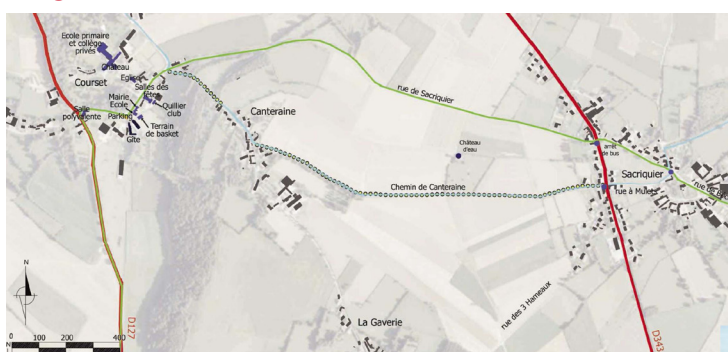 Ecole primaire
et collège
privés
Château
Courset
Eglise
Salles des
fêtes
Mairie
Ecole
Quillier
club
Salle
polyvalente
Parking
Terrain
de basket
Gîte
Canteraine
rue de Sacriquier
Château
d'eau
arrêt
de bus
Sacriquier
Chemin de Canteraine
rue à Mulets
rue des 3 Hameaux
La Gaverie
N
0 100 200 400
D127
D343